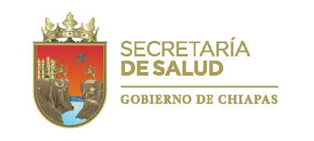 SECRETARÍA
DE SALUD
GOBIERNO DE CHIAPAS